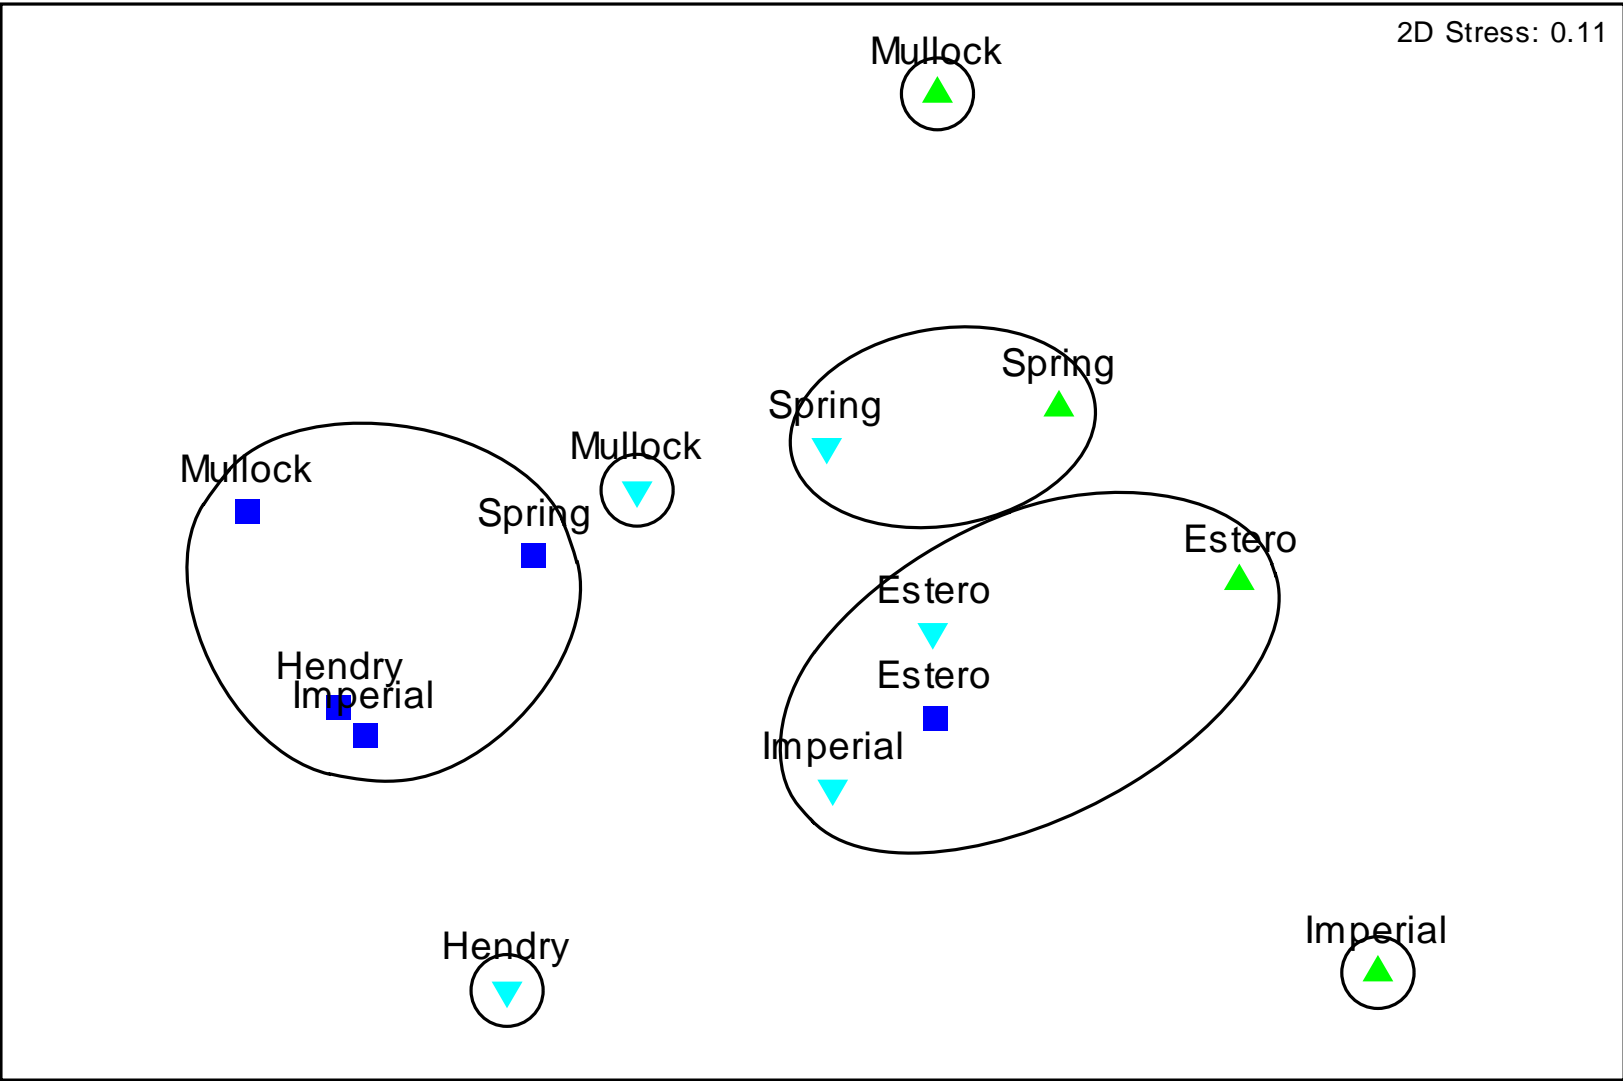 2D Stress: 0.11
Mullock
Spring
Spring
Mullock
Mullock
Spring
Estero
Estero
Hendry
Estero
Imperial
Imperial
Imperial
Hendry